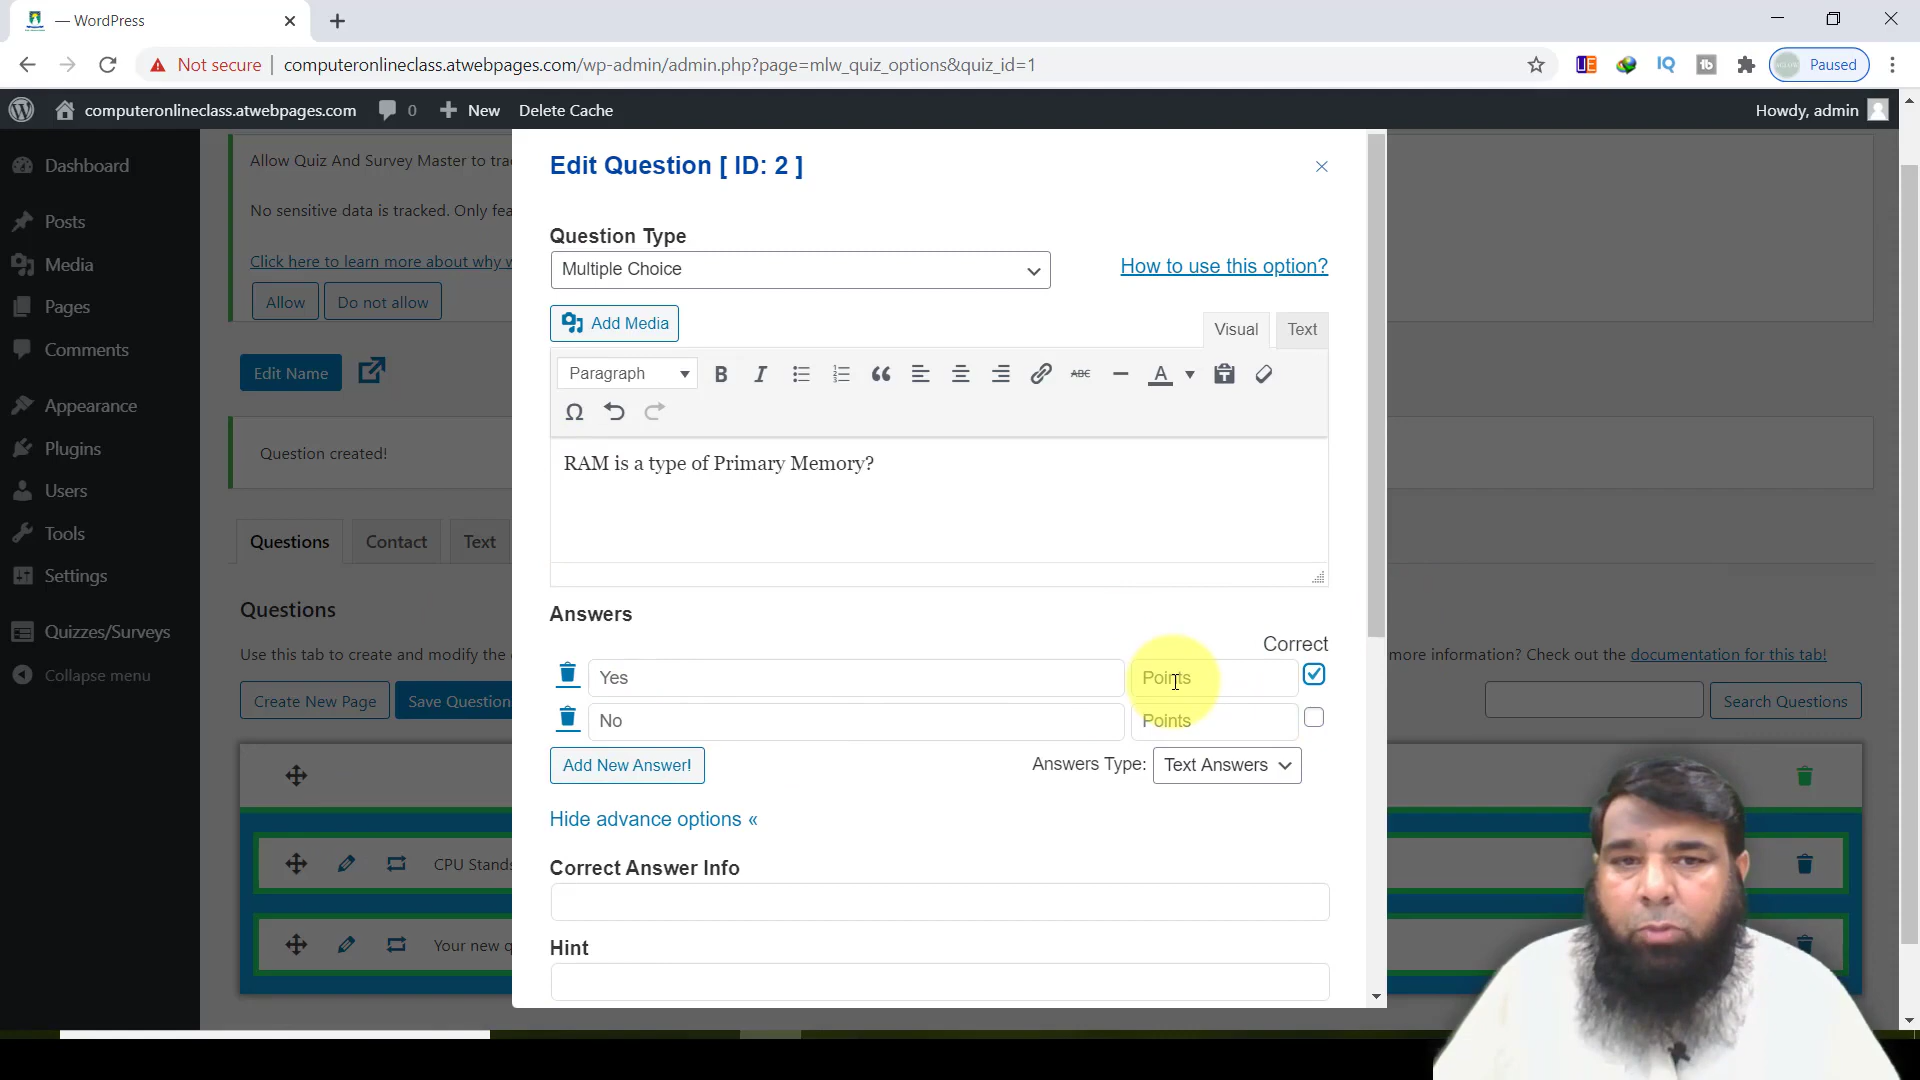 — WordPress
Not secure computeronlineclass.atwebpages.com/wp-admin/admin.php?page=mlw_quiz_options&quiz_id=1 Paused
computeronlineclass.atwebpages.com 0 New Delete Cache Howdy, admin
Dashboard
Posts
Media
Pages
Comments
Appearance
Plugins
Users
Tools
Settings
Quizzes/Surveys
Collapse menu
Allow Quiz And Survey Master to
No sensitive data is tracked. Only
Click here to learn more about why
Allow Do not allow
Edit Name
Question created!
Questions Contact Text
Questions
Use this tab to create and modify the
more information? Check out the documentation for this tab!
Create New Page Save Question
Search Questions
CPU Stands
Your new
Edit Question [ ID: 2 ]
Question Type
Multiple Choice
How to use this option?
Add Media
Visual Text
Paragraph
RAM is a type of Primary Memory?
Answers
Correct
Yes Points
No Points
Add New Answer! Answers Type: Text Answers
Hide advance options «
Correct Answer Info
Hint